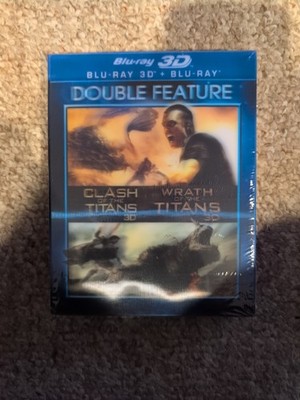 Blu-ray 3D
BLU-RAY 3D + BLU-RAY
DOUBLE FEATURE
CLASH
OF THE
TITANS
3D
WRATH
OF THE
TITANS
3D